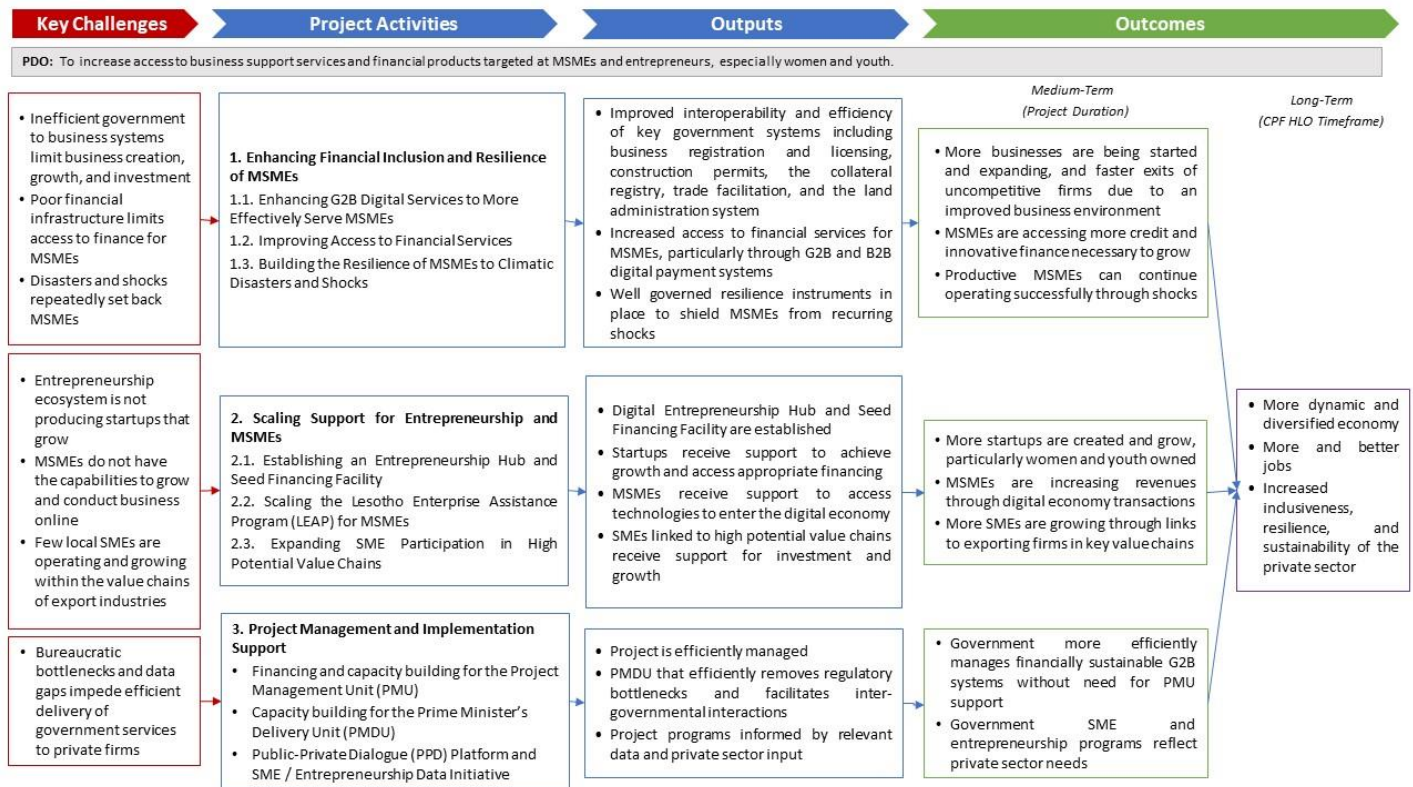 Key Challenges
Project Activities
Outputs
Outcomes
PDO: To increase access to business support services and financial products targeted at MSMEs and entrepreneurs, especially women and youth.
Medium-Term
(Project Duration)
Long-Term
(CPF HLO Timeframe)
• Inefficient government
to business systems
limit business creation,
growth, and investment
• Poor financial
infrastructure limits
access to finance for
MSMEs
• Disasters and shocks
repeatedly set back
MSMEs
1. Enhancing Financial Inclusion and Resilience
of MSMEs
1.1. Enhancing G2B Digital Services to More
Effectively Serve MSMEs
1.2. Improving Access to Financial Services
1.3. Building the Resilience of MSMEs to Climatic
Disasters and Shocks
• Improved interoperability and efficiency
of key government systems including
business registration and licensing,
construction permits, the collateral
registry, trade facilitation, and the land
administration system
• Increased access to financial services for
MSMEs, particularly through G2B and B2B
digital payment systems
• Well governed resilience instruments in
place to shield MSMEs from recurring
shocks
• More businesses are being started
and expanding, and faster exits of
uncompetitive firms due to an
improved business environment
• MSMEs are accessing more credit and
innovative finance necessary to grow
• Productive MSMEs can continue
operating successfully through shocks
• Entrepreneurship
ecosystem is not
producing startups that
grow
• MSMEs do not have
the capabilities to grow
and conduct business
online
• Few local SMEs are
operating and growing
within the value chains
of export industries
2. Scaling Support for Entrepreneurship and
MSMEs
2.1. Establishing an Entrepreneurship Hub and
Seed Financing Facility
2.2. Scaling the Lesotho Enterprise Assistance
Program (LEAP) for MSMEs
2.3. Expanding SME Participation in High
Potential Value Chains
• Digital Entrepreneurship Hub and Seed
Financing Facility are established
• Startups receive support to achieve
growth and access appropriate financing
• MSMEs receive support to access
technologies to enter the digital economy
• SMEs linked to high potential value chains
receive support for investment and
growth
• More startups are created and grow,
particularly women and youth owned
• MSMEs are increasing revenues
through digital economy transactions
• More SMEs are growing through links
to exporting firms in key value chains
• More dynamic and
diversified economy
• More and better
jobs
• Increased
inclusiveness,
resilience, and
sustainability of the
private sector
• Bureaucratic
bottlenecks and data
gaps impede efficient
delivery of
government services
to private firms
3. Project Management and Implementation
Support
• Financing and capacity building for the Project
Management Unit (PMU)
• Capacity building for the Prime Minister's
Delivery Unit (PMDU)
• Public-Private Dialogue (PPD) Platform and
SME / Entrepreneurship Data Initiative
• Project is efficiently managed
• PMDU that efficiently removes regulatory
bottlenecks and facilitates inter-
governmental interactions
• Project programs informed by relevant
data and private sector input
• Government more efficiently
manages financially sustainable G2B
systems without need for PMU
support
• Government SME and
entrepreneurship programs reflect
private sector needs